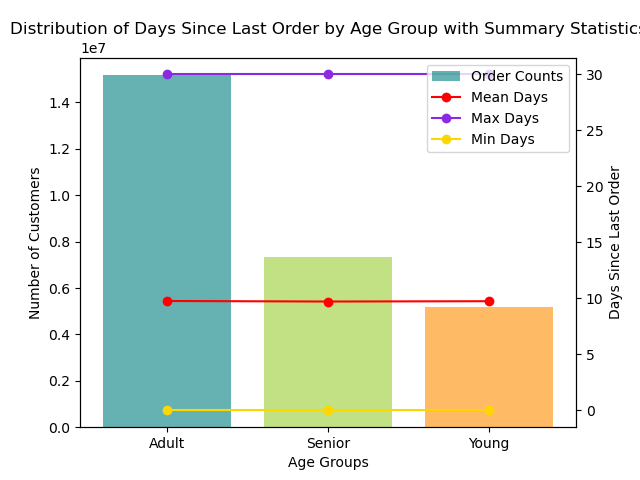 Distribution of Days Since Last Order by Age Group with Summary Statistics
1e7
Order Counts
Mean Days
Max Days
Min Days
1.4
1.2
1.0
0.8
0.6
0.4
0.2
0.0
Number of Customers
30
25
20
15
10
5
0
Days Since Last Order
Adult Senior Young
Age Groups